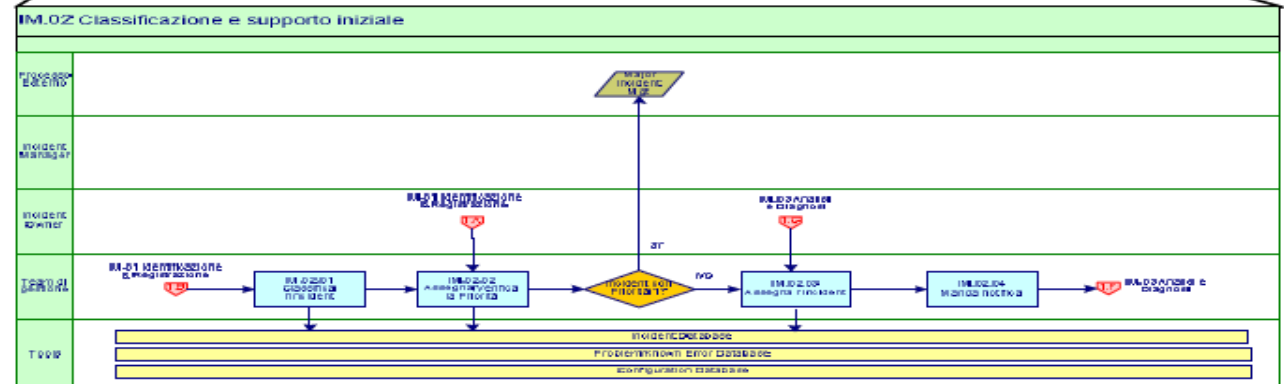 IM.02 Classificazione e supporto iniziale
Processo
Esterno
Major
Incident
Mgt
Incident
Manager
Incident
Owner
IM.01 Identificazione
& Registrazione
IM.03 Analisi
e Diagnosi
SI
Team di
gestione
IM.01 Identificazione
& Registrazione
IM.02.01
Classifica
l'incident
IM.02.02
Assegna/verifica
la Priorità
Incident con
Priorità 1?
NO
IM.02.03
Assegna l'incident
IM.02.04
Manda notifica
IM.03 Analisi e
Diagnosi
Tools
Incident Database
Problem/Known Error Database
Configuration Database